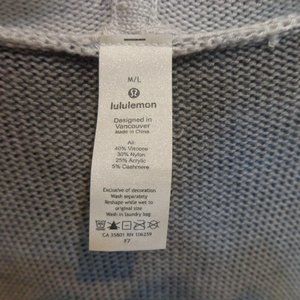 M/L
lululemon
Designed in
Vancouver
Made in China
All:
40% Viscose
30% Nylon
25% Acrylic
5% Cashmere
Exclusive of decoration
Wash separately
Reshape while wet to
original size
Wash in laundry bag
CA 35801 RN 106259
F7